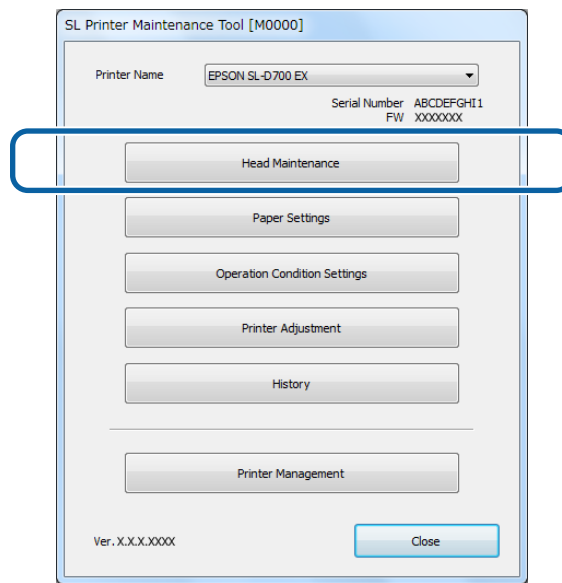 SL Printer Maintenance Tool [M0000]
Printer Name EPSON SL-D700 EX
Serial Number ABCDEFGHI1
FW XXXXXXX
Head Maintenance
Paper Settings
Operation Condition Settings
Printer Adjustment
History
Printer Management
Ver. X.X.X.XXXX Close